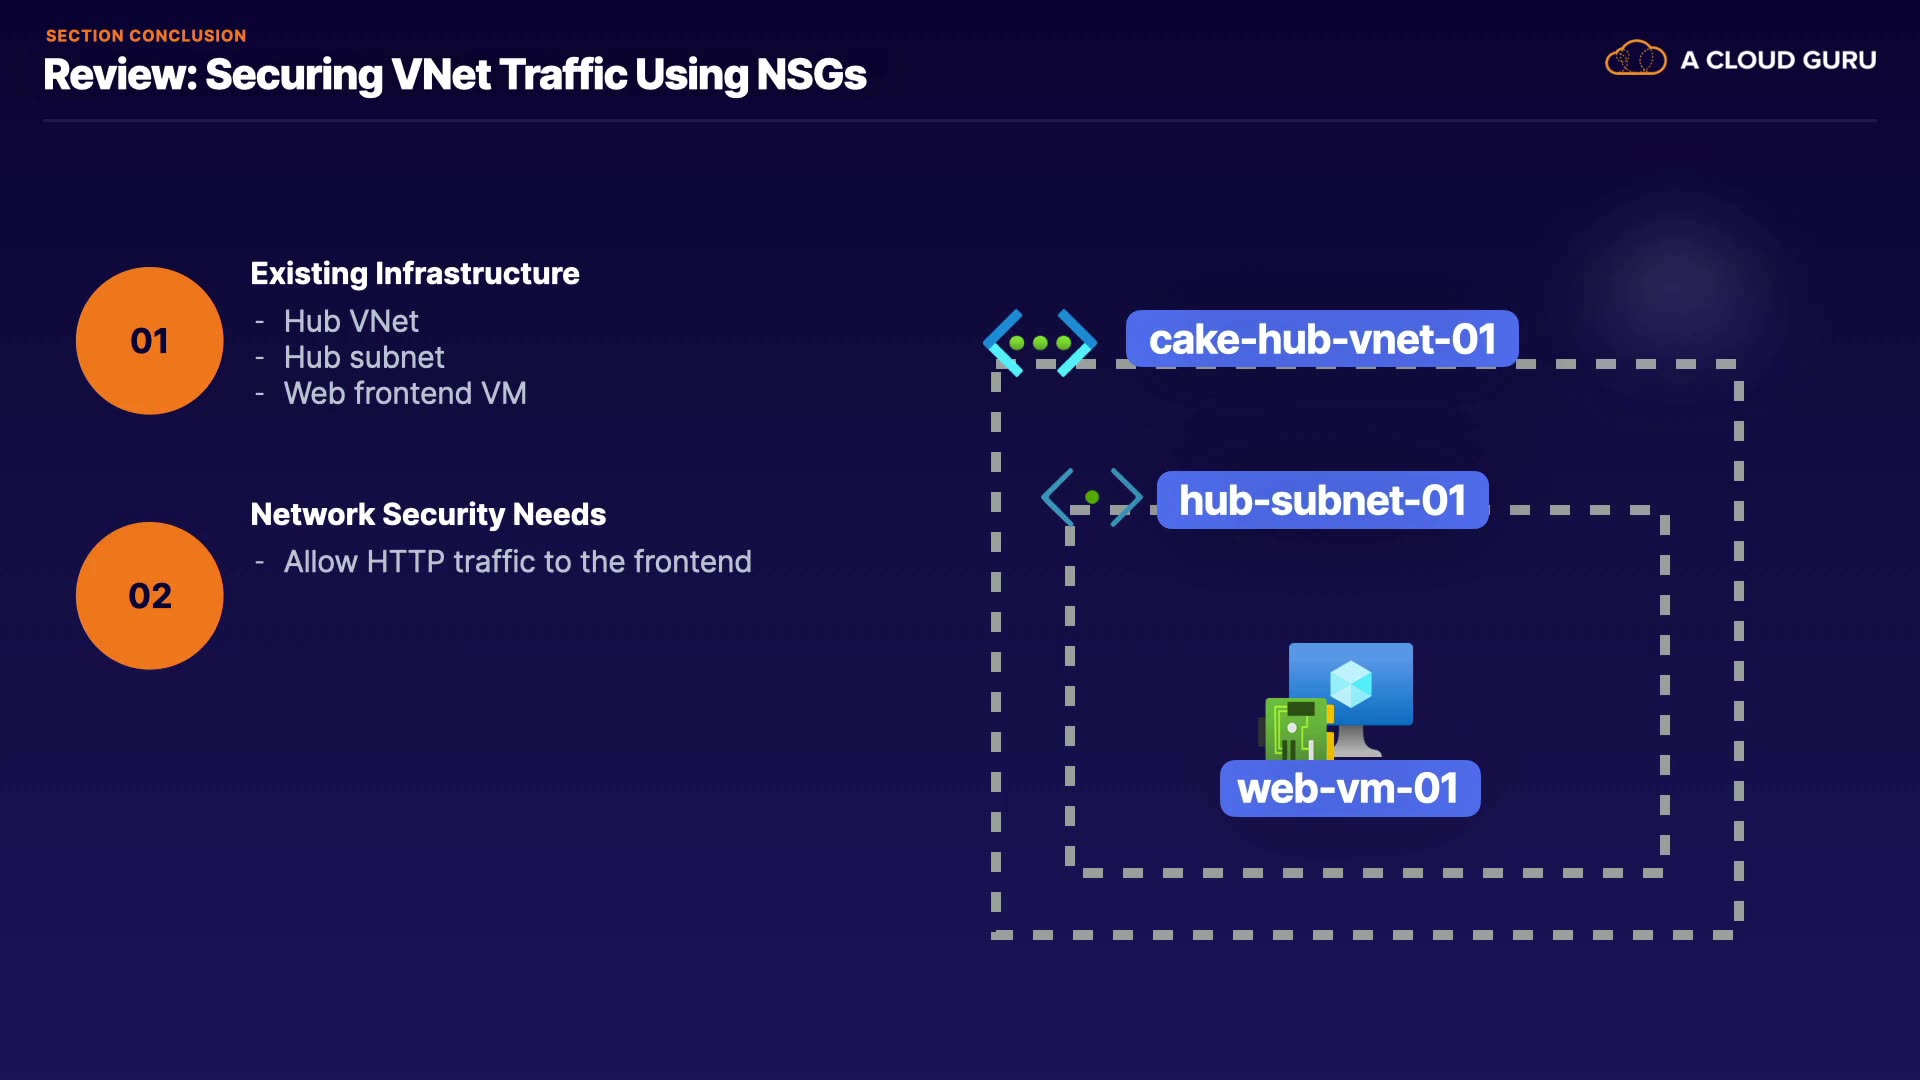 SECTION CONCLUSION
Review: Securing VNet Traffic Using NSGs
A CLOUD GURU
01
Existing Infrastructure
- Hub VNet
- Hub subnet
- Web frontend VM
02
Network Security Needs
- Allow HTTP traffic to the frontend
cake-hub-vnet-01
hub-subnet-01
web-vm-01